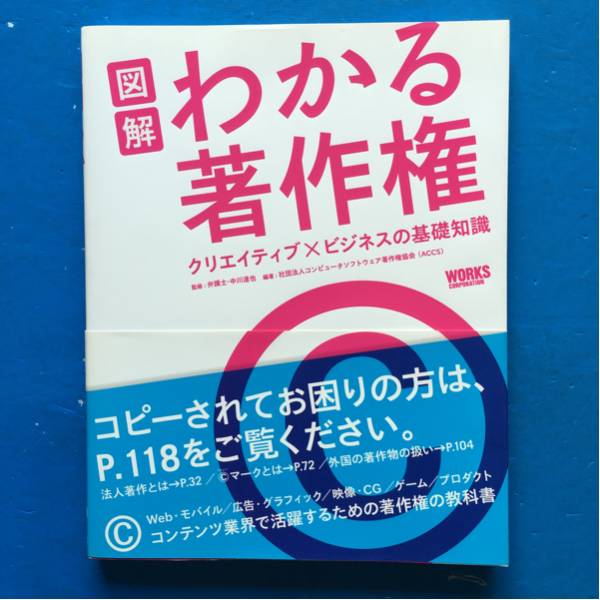 図解
わかる
著作権
クリエイティブ×ビジネスの基礎知識
監修:弁護士・中川達也 編著:社団法人コンピュータソフトウェア著作権協会(ACCS)
WORKS
CORPORATION
コピーされてお困りの方は、
P.118をご覧ください。
法人著作とは→P.32／©マークとは→P.72／外国の著作物の扱い→P.104
Web・モバイル／広告・グラフィック／映像・CG／ゲーム／プロダクト
© コンテンツ業界で活躍するための著作権の教科書